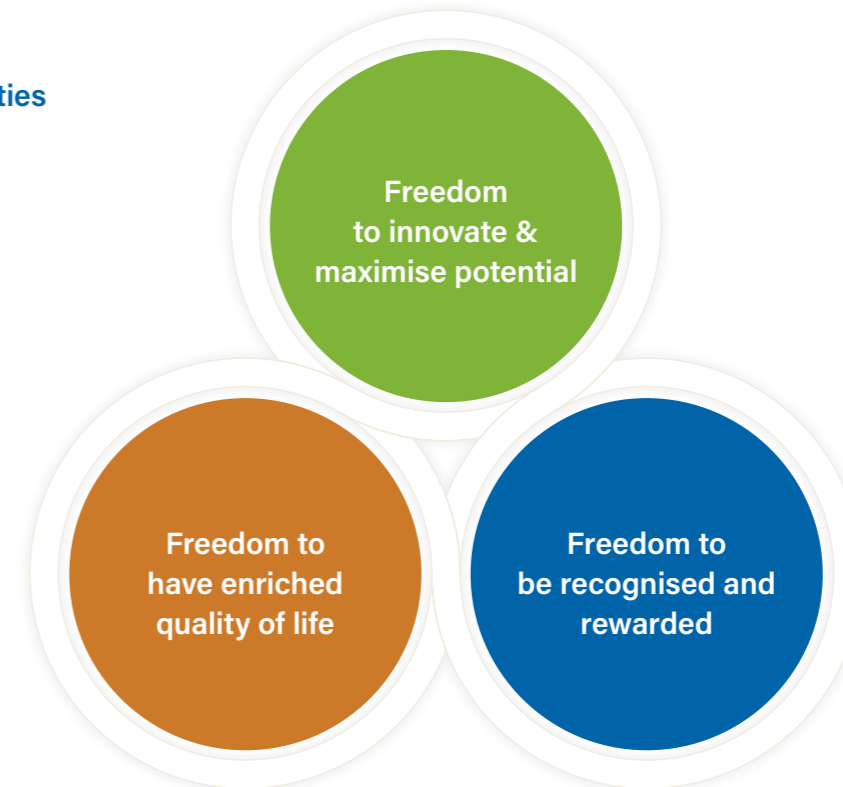 ties
Freedom
to innovate &
maximise potential
Freedom to
have enriched
quality of life
Freedom to
be recognised and
rewarded